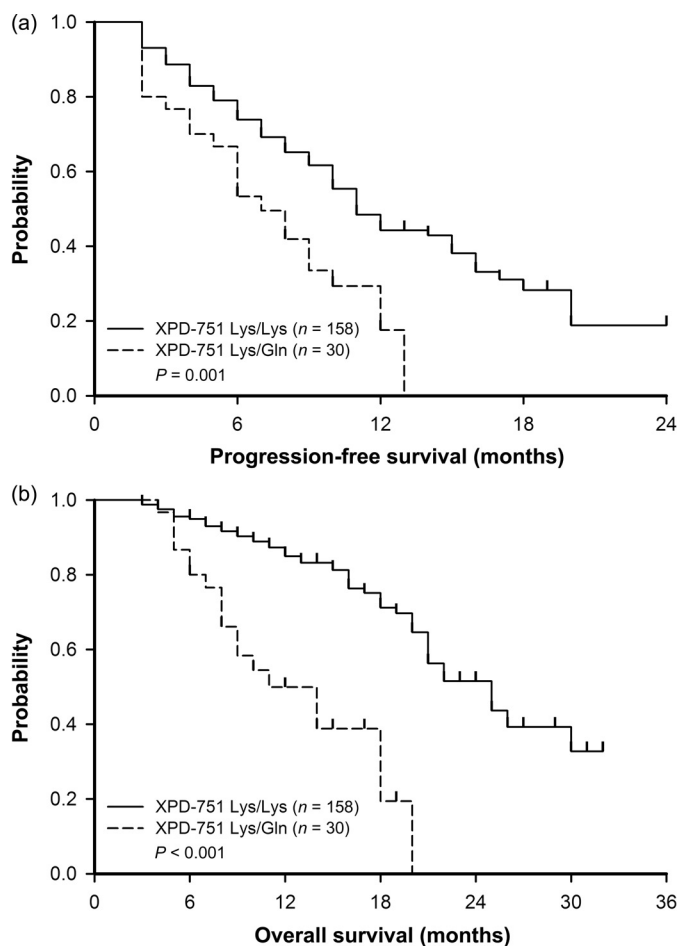 (a)
1.0
0.8
0.6
0.4
0.2
0.0
Probability
XPD-751 Lys/Lys (n = 158)
XPD-751 Lys/Gln (n = 30)
P = 0.001
0 6 12 18 24
Progression-free survival (months)
(b)
1.0
0.8
0.6
0.4
0.2
0.0
Probability
XPD-751 Lys/Lys (n = 158)
XPD-751 Lys/Gln (n = 30)
P < 0.001
0 6 12 18 24 30 36
Overall survival (months)